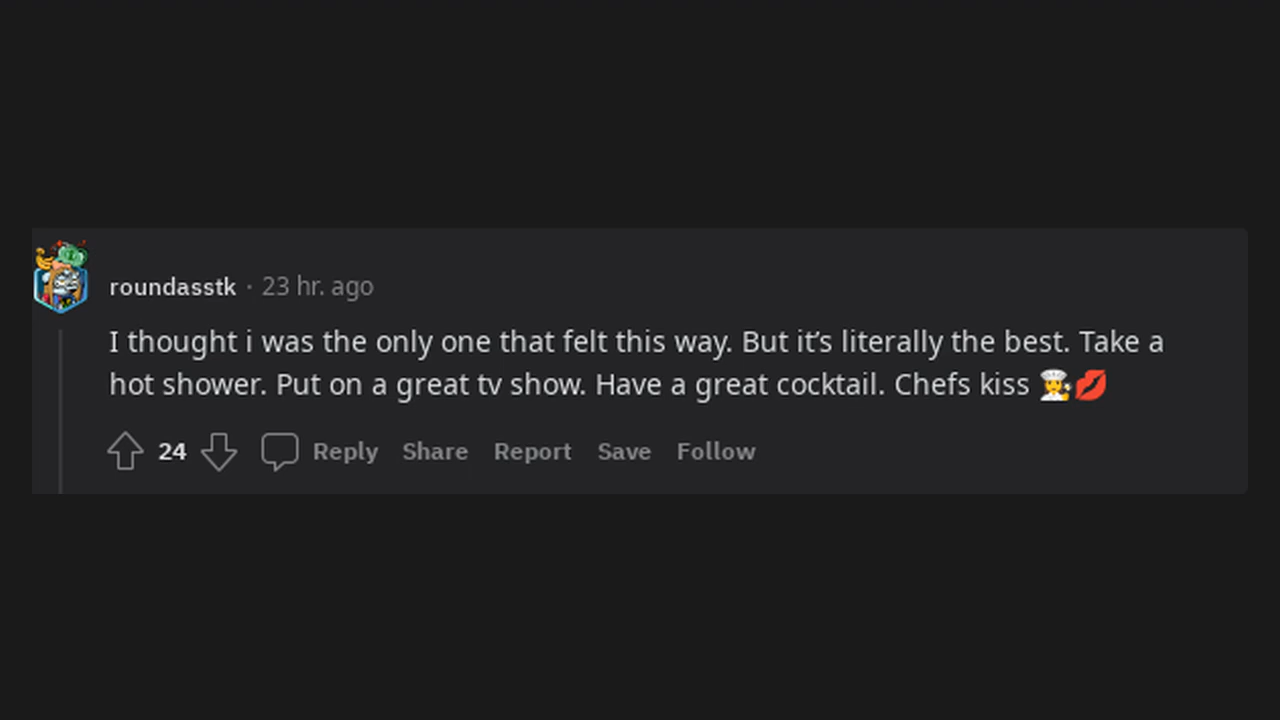 roundasstk · 23 hr. ago
I thought i was the only one that felt this way. But it’s literally the best. Take a
hot shower. Put on a great tv show. Have a great cocktail. Chefs kiss 👨‍🍳💋
24 Reply Share Report Save Follow